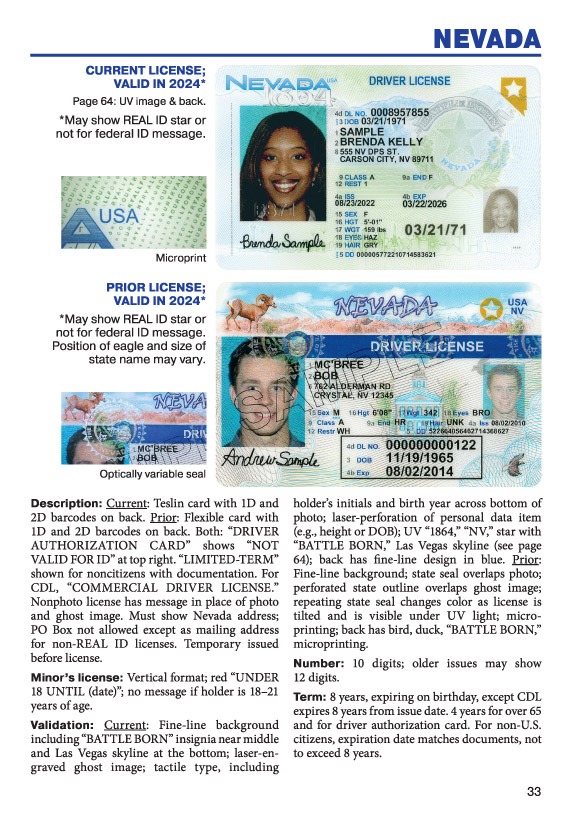 NEVADA
CURRENT LICENSE;
VALID IN 2024*
Page 64: UV image & back.
*May show REAL ID star or
not for federal ID message.
USA
Microprint
NEVADA USA
DRIVER LICENSE
4d DL NO. 0008957855
3 DOB 03/21/1971
1 SAMPLE
2 BRENDA KELLY
8 555 NV DPS ST.
CARSON CITY, NV 89711
9 CLASS A 9a END F
12 REST 1
4a ISS 4b EXP
08/23/2022 03/22/2026
15 SEX F
16 HGT 5'-01"
17 WGT 159 lbs
18 EYES HAZ
19 HAIR GRY
03/21/71
5 DD 0000057722107145835​21
Brenda Sample
PRIOR LICENSE;
VALID IN 2024*
*May show REAL ID star or
not for federal ID message.
Position of eagle and size of
state name may vary.
NEVA
DRIV
MC'BREE
BOB
Optically variable seal
NEVADA
USA
NV
DRIVER LICENSE
SAMPLE
1 MC'BREE
2 BOB
8 762 ALDERMAN RD
CRYSTAL, NV 12345
15 Sex M 16 Hgt 6'08" 17 Wgt 342 18 Eyes BRO
9 Class A 9a End HR 19 Hair UNK 4a Iss 08/02/2010
12 Restr WH 5 DD
4d DL NO. 000000000122
3 DOB 11/19/1965
4b Exp 08/02/2014
Andrew Sample
Description: Current: Teslin card with 1D and
2D barcodes on back. Prior: Flexible card with
1D and 2D barcodes on back. Both: “DRIVER
AUTHORIZATION CARD” shows “NOT
VALID FOR ID” at top right. “LIMITED-TERM”
shown for noncitizens with documentation. For
CDL, “COMMERCIAL DRIVER LICENSE.”
Nonphoto license has message in place of photo
and ghost image. Must show Nevada address;
PO Box not allowed except as mailing address
for non-REAL ID licenses. Temporary issued
before license.
Minor’s license: Vertical format; red “UNDER
18 UNTIL (date)”; no message if holder is 18–21
years of age.
Validation: Current: Fine-line background
including “BATTLE BORN” insignia near middle
and Las Vegas skyline at the bottom; laser-en-
graved ghost image; tactile type, including
holder’s initials and birth year across bottom of
photo; laser-perforation of personal data item
(e.g., height or DOB); UV “1864,” “NV,” star with
“BATTLE BORN,” Las Vegas skyline (see page
64); back has fine-line design in blue. Prior:
Fine-line background; state seal overlaps photo;
perforated state outline overlaps ghost image;
repeating state seal changes color as license is
tilted and is visible under UV light; micro-
printing; back has bird, duck, “BATTLE BORN,”
microprinting.
Number: 10 digits; older issues may show
12 digits.
Term: 8 years, expiring on birthday, except CDL
expires 8 years from issue date. 4 years for over 65
and for driver authorization card. For non-U.S.
citizens, expiration date matches documents, not
to exceed 8 years.
33